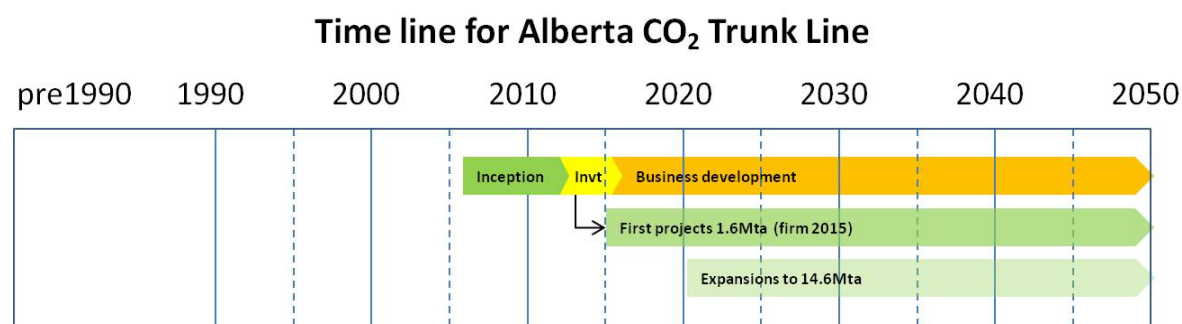 Time line for Alberta CO₂ Trunk Line
pre1990 1990 2000 2010 2020 2030 2040 2050
Inception Invt Business development
First projects 1.6Mta (firm 2015)
Expansions to 14.6Mta